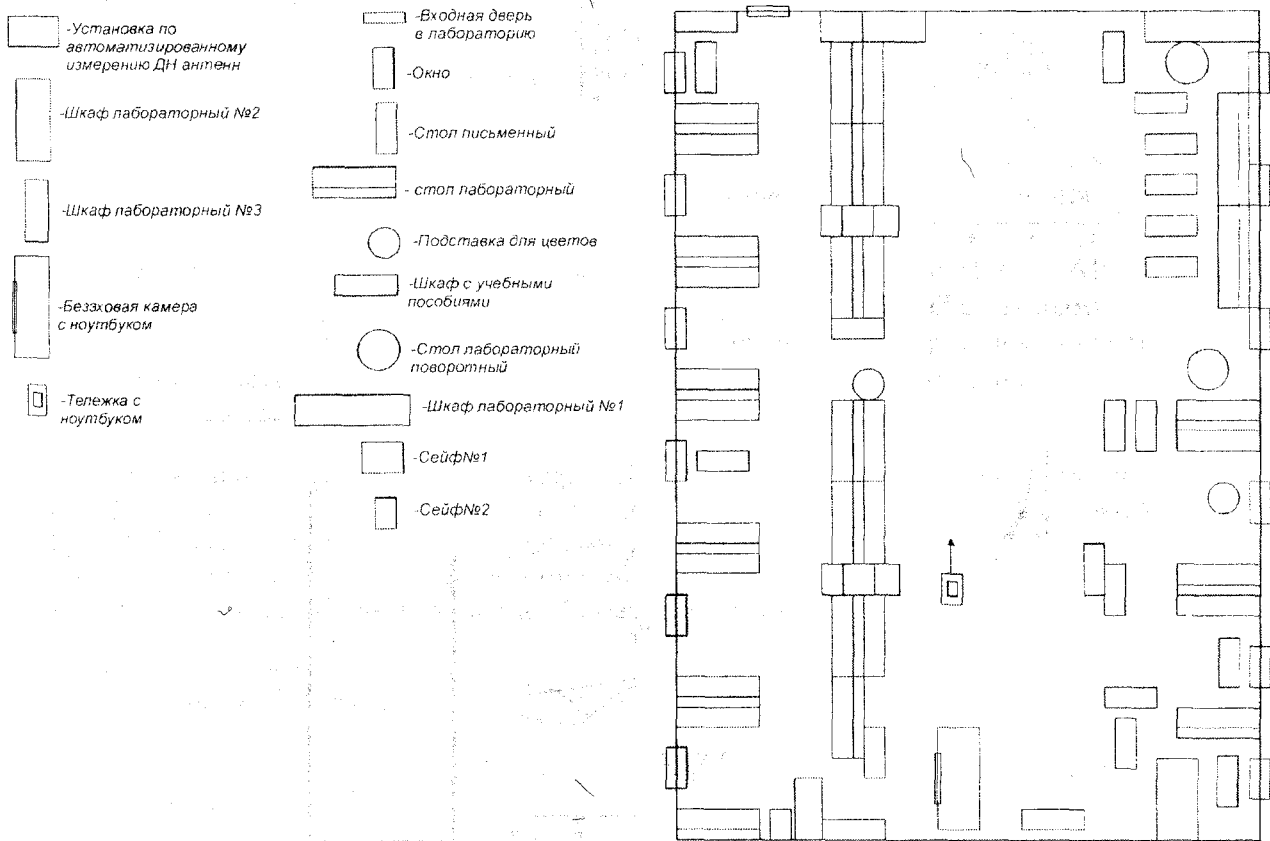 -Установка по
автоматизированному
измерению ДН антенн
-Шкаф лабораторный №2
-Шкаф лабораторный №3
-Беззховая камера
с ноутбуком
-Тележка с
ноутбуком
-Входная дверь
в лабораторию
-Окно
-Стол письменный
- стол лабораторный
-Подставка для цветов
-Шкаф с учебными
пособиями
-Стол лабораторный
поворотный
-Шкаф лабораторный №1
-Сейф№1
-Сейф№2